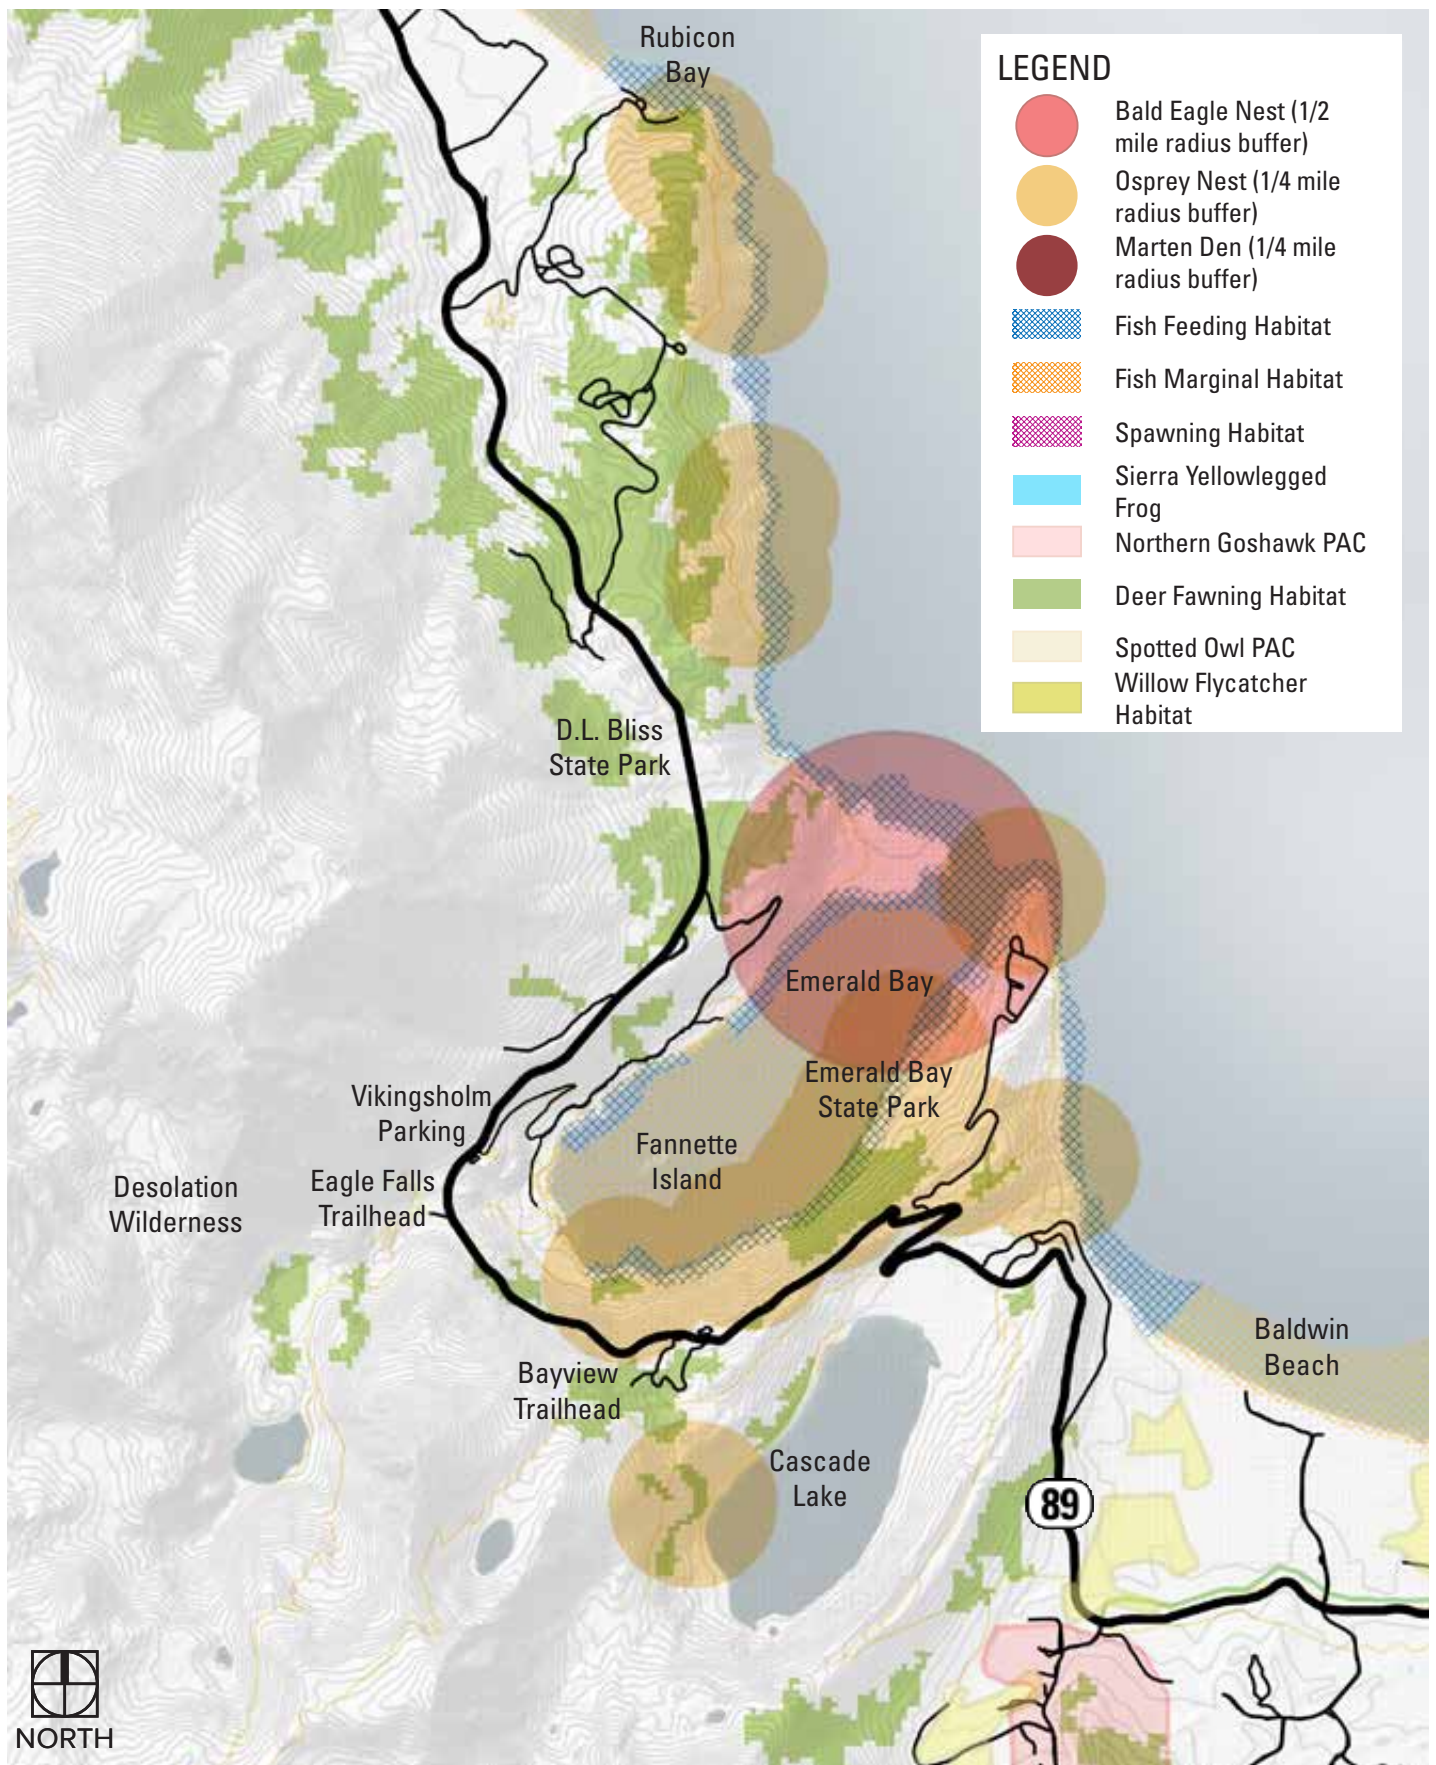 Rubicon
Bay
LEGEND
Bald Eagle Nest (1/2
mile radius buffer)
Osprey Nest (1/4 mile
radius buffer)
Marten Den (1/4 mile
radius buffer)
Fish Feeding Habitat
Fish Marginal Habitat
Spawning Habitat
Sierra Yellowlegged
Frog
Northern Goshawk PAC
Deer Fawning Habitat
Spotted Owl PAC
Willow Flycatcher
Habitat
D.L. Bliss
State Park
Emerald Bay
Emerald Bay
State Park
Vikingsholm
Parking
Fannette
Island
Eagle Falls
Trailhead
Desolation
Wilderness
Baldwin
Beach
Bayview
Trailhead
Cascade
Lake
89
NORTH